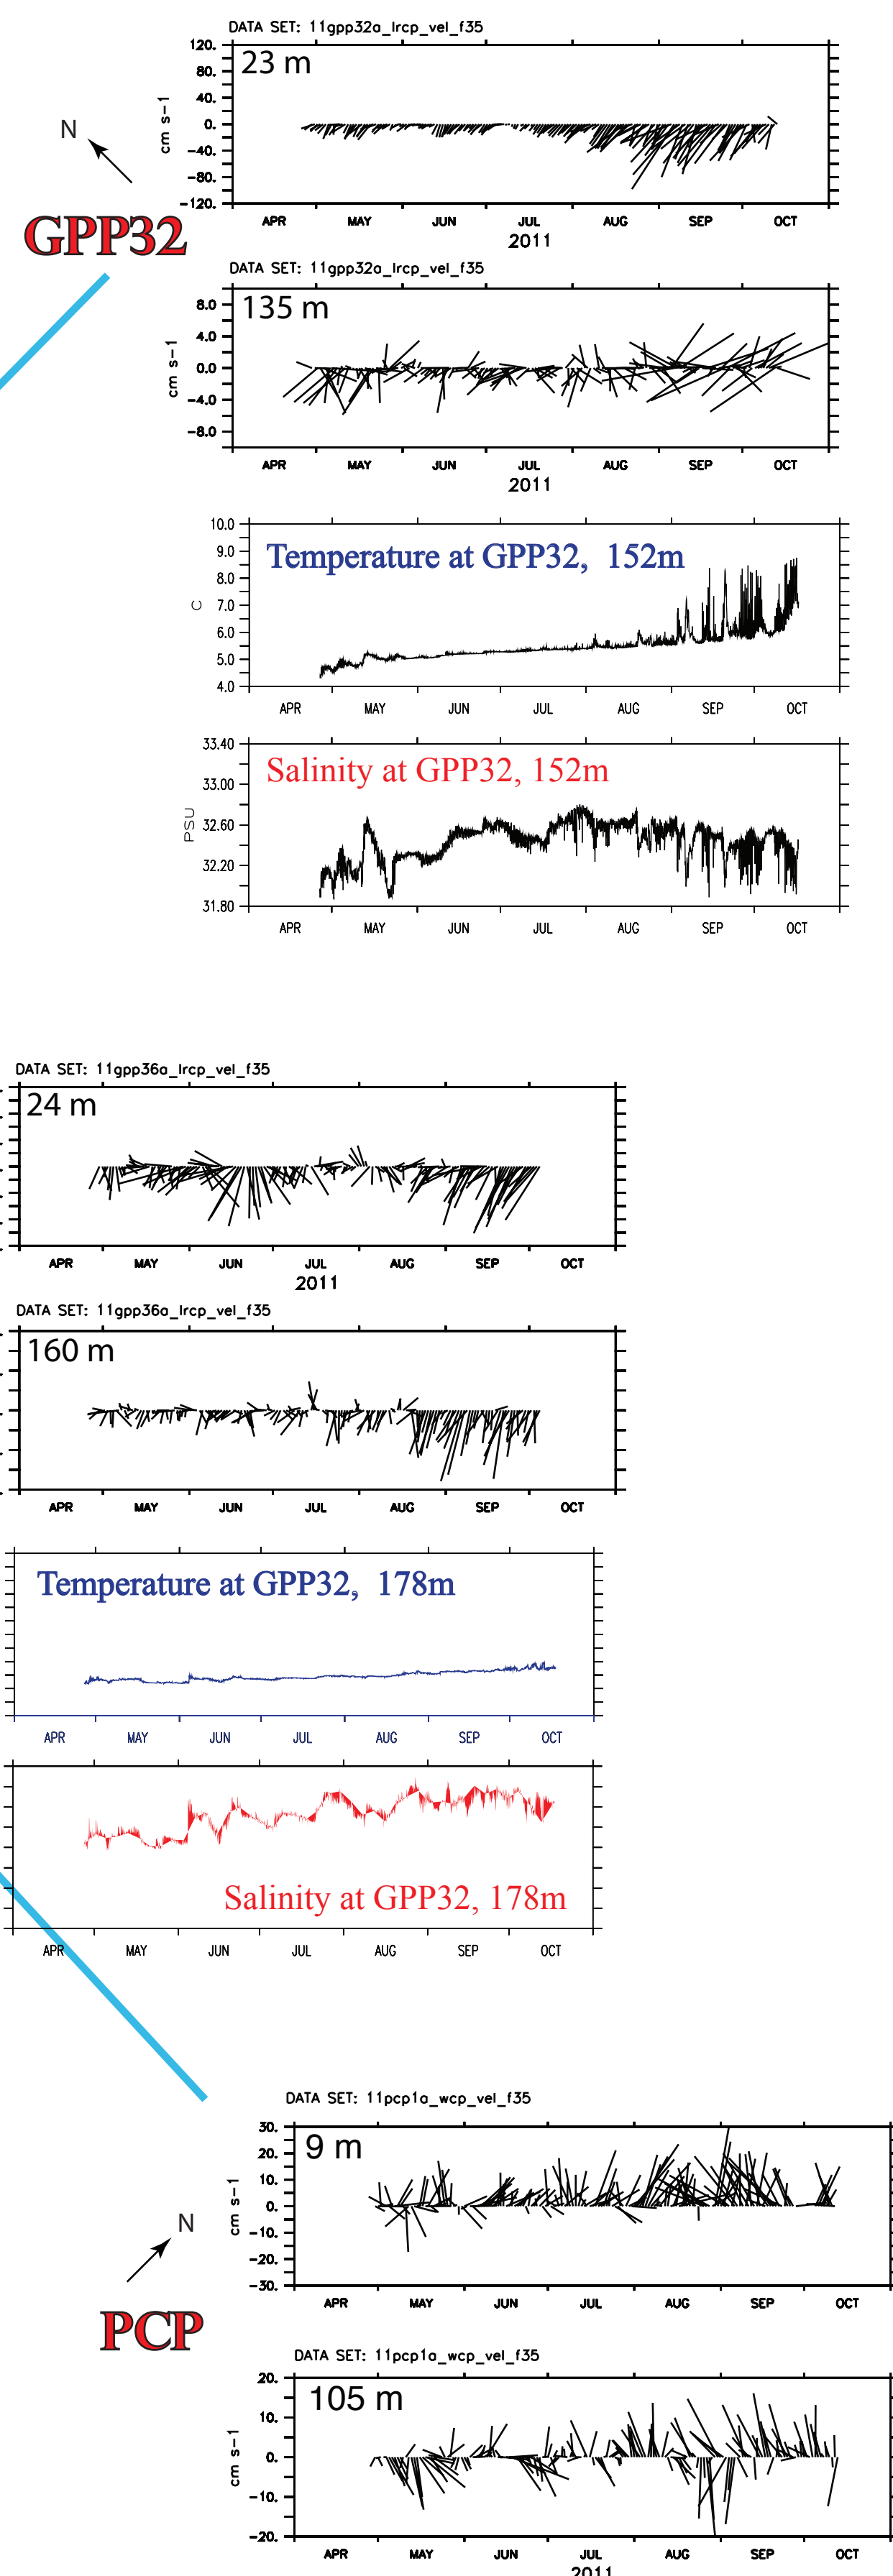 DATA SET: 11gpp32a_lrcp_vel_f35
120.
80.
40.
0.
-40.
-80.
-120.
cm s-1
23 m
N
GPP32
APR MAY JUN JUL AUG SEP OCT
2011
DATA SET: 11gpp32a_lrcp_vel_f35
8.0
4.0
0.0
-4.0
-8.0
cm s-1
135 m
APR MAY JUN JUL AUG SEP OCT
2011
10.0
9.0
8.0
7.0
6.0
5.0
4.0
C
Temperature at GPP32, 152m
APR MAY JUN JUL AUG SEP OCT
33.40
33.00
32.60
32.20
31.80
PSU
Salinity at GPP32, 152m
APR MAY JUN JUL AUG SEP OCT
DATA SET: 11gpp36a_lrcp_vel_f35
24 m
APR MAY JUN JUL AUG SEP OCT
2011
DATA SET: 11gpp36a_lrcp_vel_f35
160 m
APR MAY JUN JUL AUG SEP OCT
Temperature at GPP32, 178m
APR MAY JUN JUL AUG SEP OCT
Salinity at GPP32, 178m
APR MAY JUN JUL AUG SEP OCT
DATA SET: 11pcp1a_wcp_vel_f35
30.
20.
10.
0.
-10.
-20.
-30.
cm s-1
9 m
N
PCP
APR MAY JUN JUL AUG SEP OCT
DATA SET: 11pcp1a_wcp_vel_f35
20.
10.
0.
-10.
-20.
cm s-1
105 m
APR MAY JUN JUL AUG SEP OCT
2011